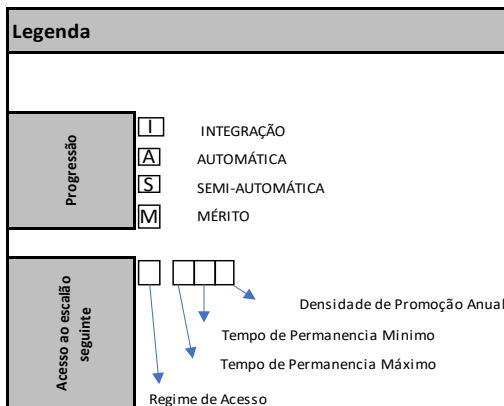 Legenda
Progressão
I INTEGRAÇÃO
A AUTOMÁTICA
S SEMI-AUTOMÁTICA
M MÉRITO
Acesso ao escalão
seguinte
Densidade de Promoção Anual
Tempo de Permanencia Minimo
Tempo de Permanencia Máximo
Regime de Acesso